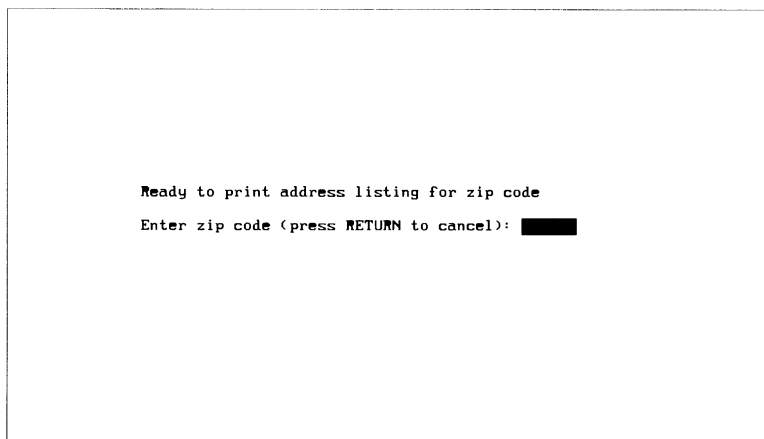 Ready to print address listing for zip code
Enter zip code (press RETURN to cancel):